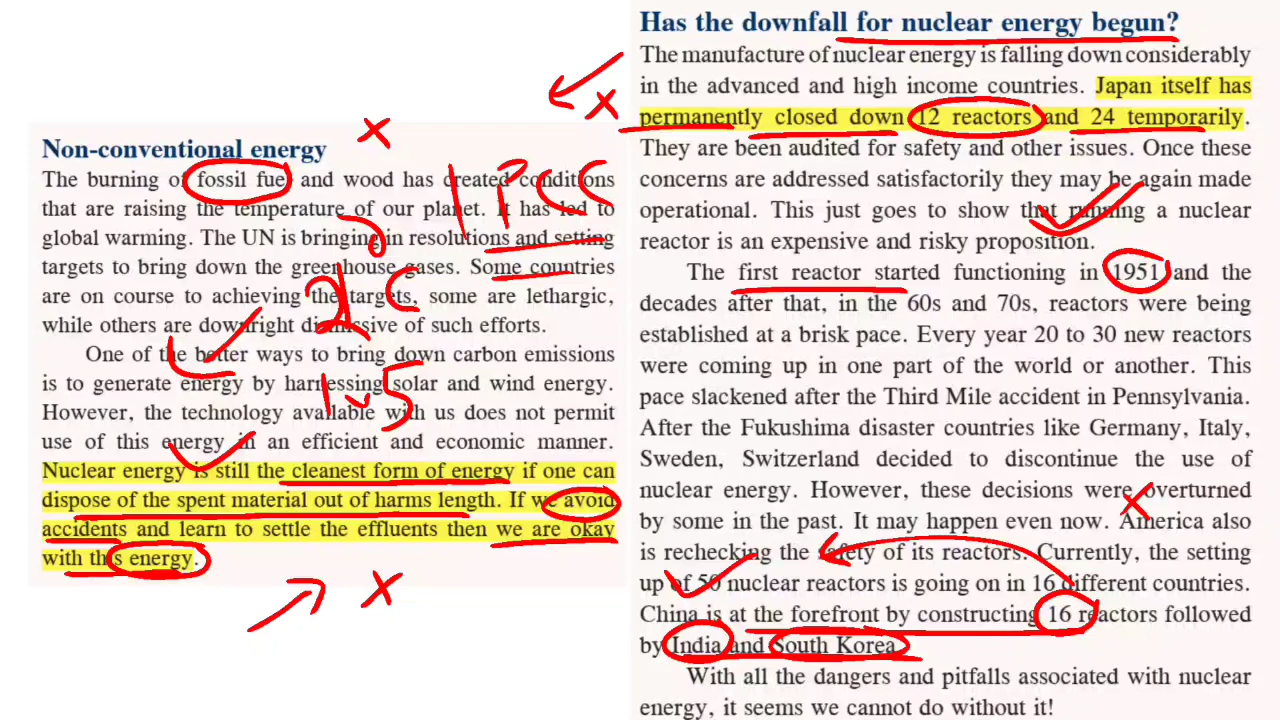 Non-conventional energy
The burning of fossil fuel and wood has created conditions
that are raising the temperature of our planet. It has led to
global warming. The UN is bringing in resolutions and setting
targets to bring down the greenhouse gases. Some countries
are on course to achieving the targets, some are lethargic,
while others are downright dismissive of such efforts.
One of the better ways to bring down carbon emissions
is to generate energy by harnessing solar and wind energy.
However, the technology available with us does not permit
use of this energy in an efficient and economic manner.
Nuclear energy is still the cleanest form of energy if one can
dispose of the spent material out of harms length. If we avoid
accidents and learn to settle the effluents then we are okay
with this energy.
IPCC
2°C
1.5
Has the downfall for nuclear energy begun?
The manufacture of nuclear energy is falling down considerably
in the advanced and high income countries. Japan itself has
permanently closed down 12 reactors and 24 temporarily.
They are been audited for safety and other issues. Once these
concerns are addressed satisfactorily they may be again made
operational. This just goes to show that running a nuclear
reactor is an expensive and risky proposition.
The first reactor started functioning in 1951 and the
decades after that, in the 60s and 70s, reactors were being
established at a brisk pace. Every year 20 to 30 new reactors
were coming up in one part of the world or another. This
pace slackened after the Third Mile accident in Pennsylvania.
After the Fukushima disaster countries like Germany, Italy,
Sweden, Switzerland decided to discontinue the use of
nuclear energy. However, these decisions were overturned
by some in the past. It may happen even now. America also
is rechecking the safety of its reactors. Currently, the setting
up of 50 nuclear reactors is going on in 16 different countries.
China is at the forefront by constructing 16 reactors followed
by India and South Korea.
With all the dangers and pitfalls associated with nuclear
energy, it seems we cannot do without it!